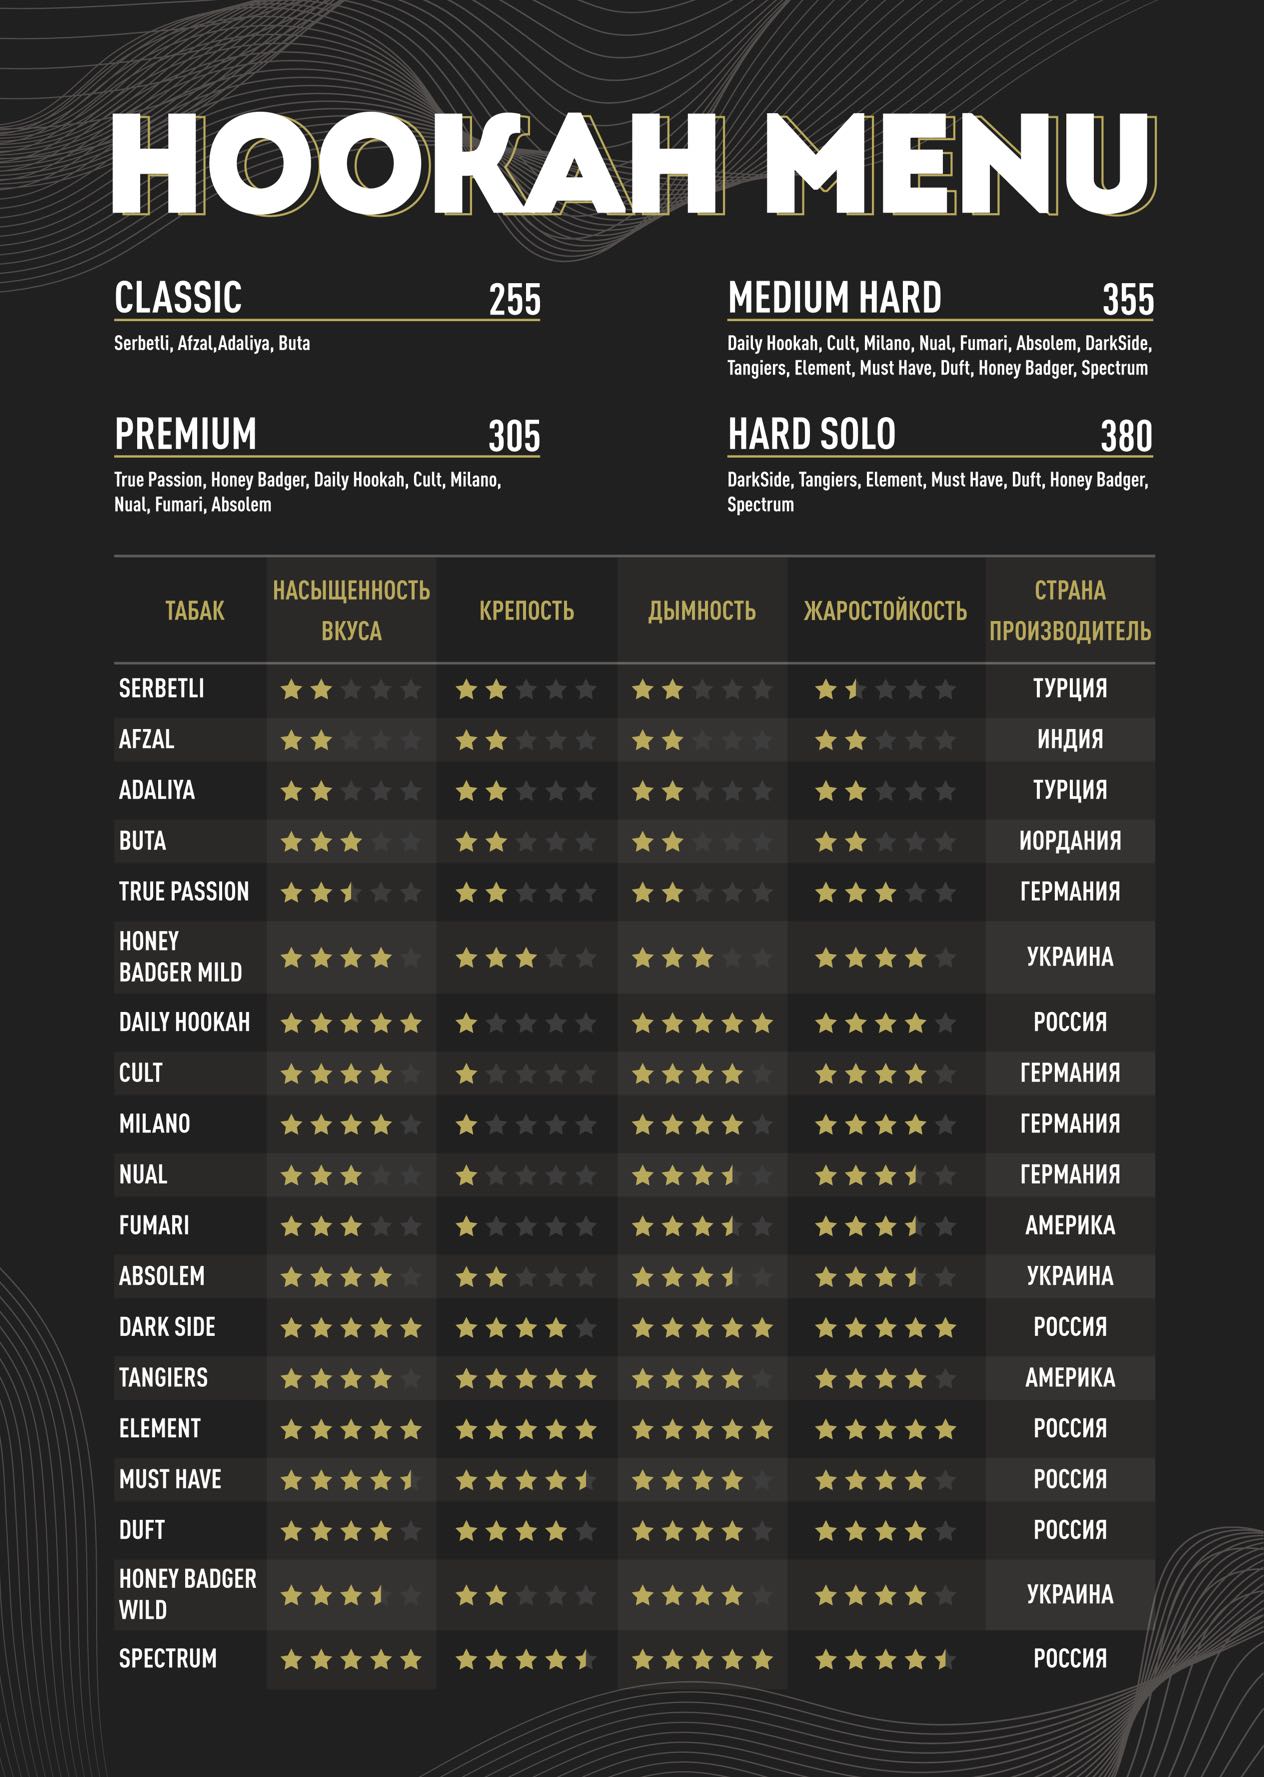 HOOKAH MENU
CLASSIC 255
Serbetli, Afzal,Adaliya, Buta
MEDIUM HARD 355
Daily Hookah, Cult, Milano, Nual, Fumari, Absolem, DarkSide,
Tangiers, Element, Must Have, Duft, Honey Badger, Spectrum
PREMIUM 305
True Passion, Honey Badger, Daily Hookah, Cult, Milano,
Nual, Fumari, Absolem
HARD SOLO 380
DarkSide, Tangiers, Element, Must Have, Duft, Honey Badger,
Spectrum
ТАБАК
НАСЫЩЕННОСТЬ
ВКУСА
КРЕПОСТЬ
ДЫМНОСТЬ
ЖАРОСТОЙКОСТЬ
СТРАНА
ПРОИЗВОДИТЕЛЬ
SERBETLI ТУРЦИЯ
AFZAL ИНДИЯ
ADALIYA ТУРЦИЯ
BUTA ИОРДАНИЯ
TRUE PASSION ГЕРМАНИЯ
HONEY
BADGER MILD УКРАИНА
DAILY HOOKAH РОССИЯ
CULT ГЕРМАНИЯ
MILANO ГЕРМАНИЯ
NUAL ГЕРМАНИЯ
FUMARI АМЕРИКА
ABSOLEM УКРАИНА
DARK SIDE РОССИЯ
TANGIERS АМЕРИКА
ELEMENT РОССИЯ
MUST HAVE РОССИЯ
DUFT РОССИЯ
HONEY BADGER
WILD УКРАИНА
SPECTRUM РОССИЯ